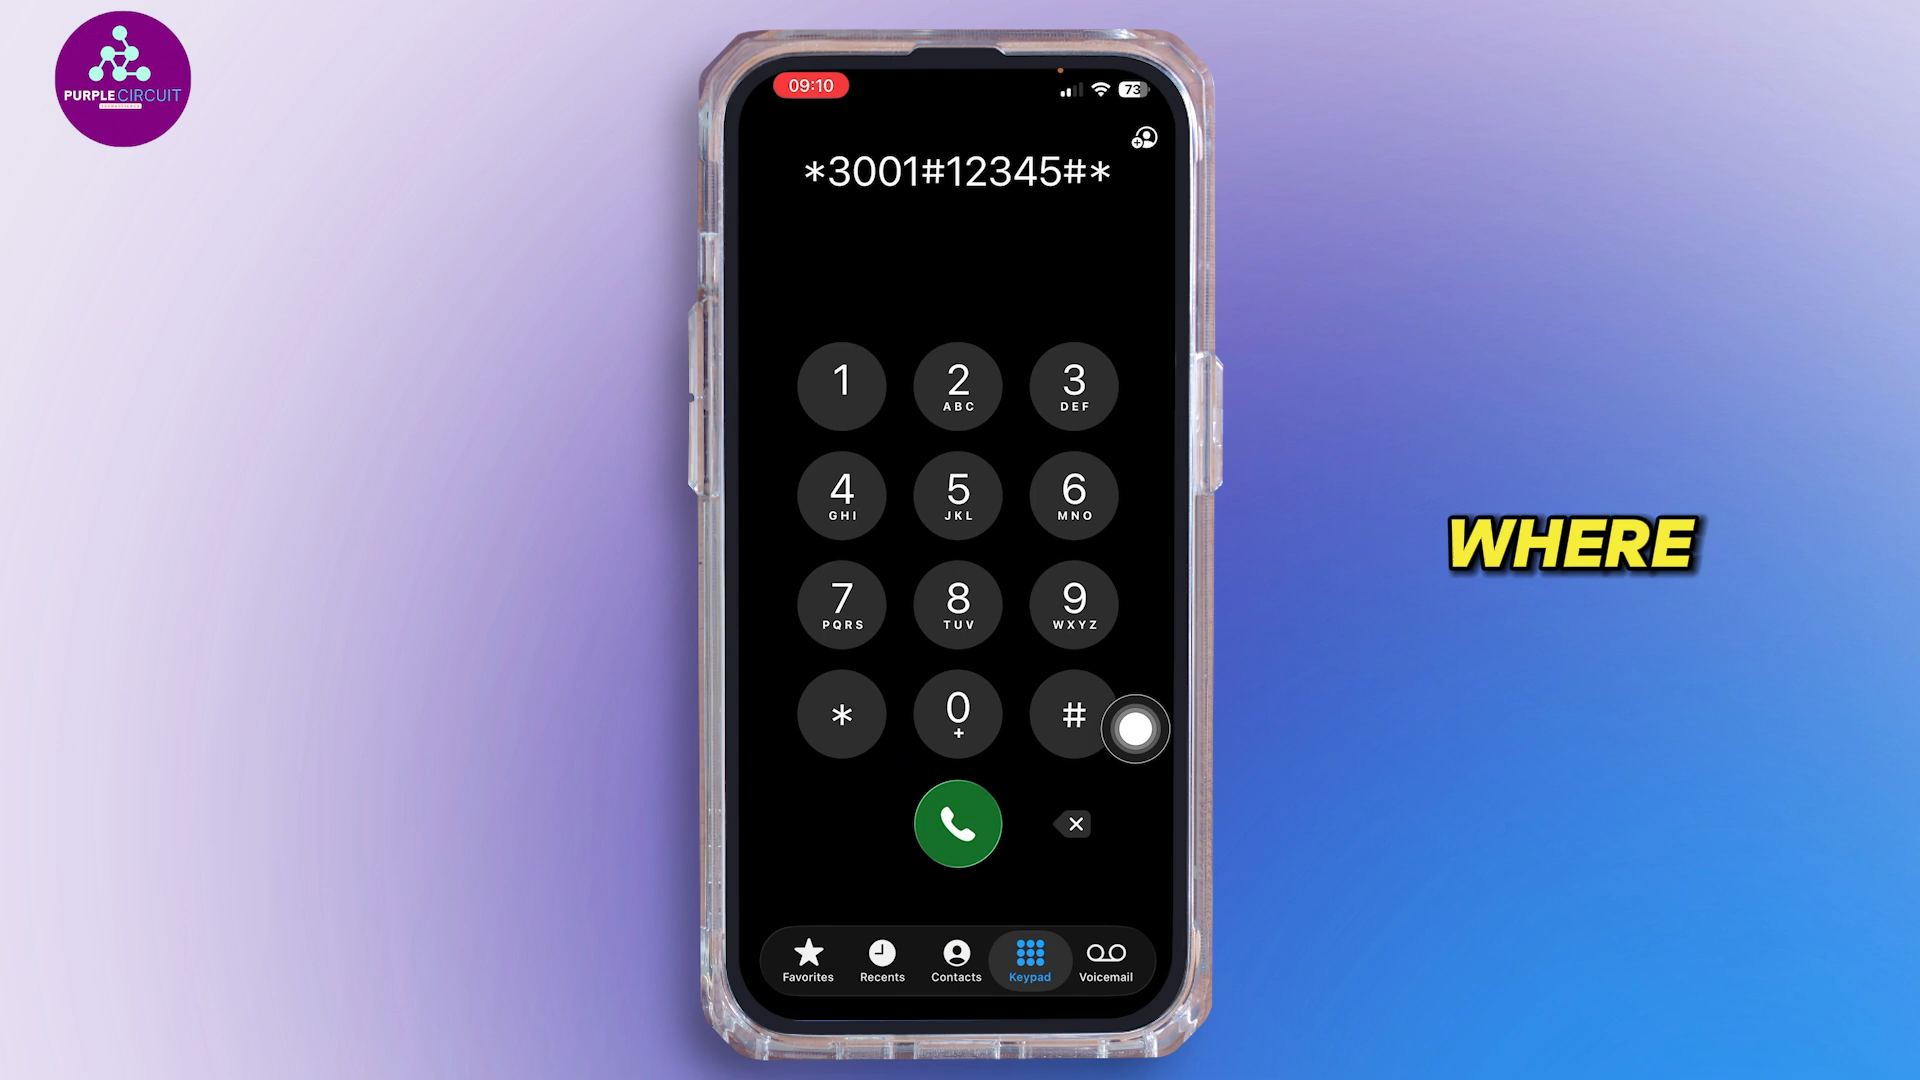 PURPLE CIRCUIT
09:10
73
*3001#12345#*
1
2
ABC
3
DEF
4
GHI
5
JKL
6
MNO
7
PQRS
8
TUV
9
WXYZ
*
0
+
#
WHERE
Favorites
Recents
Contacts
Keypad
Voicemail